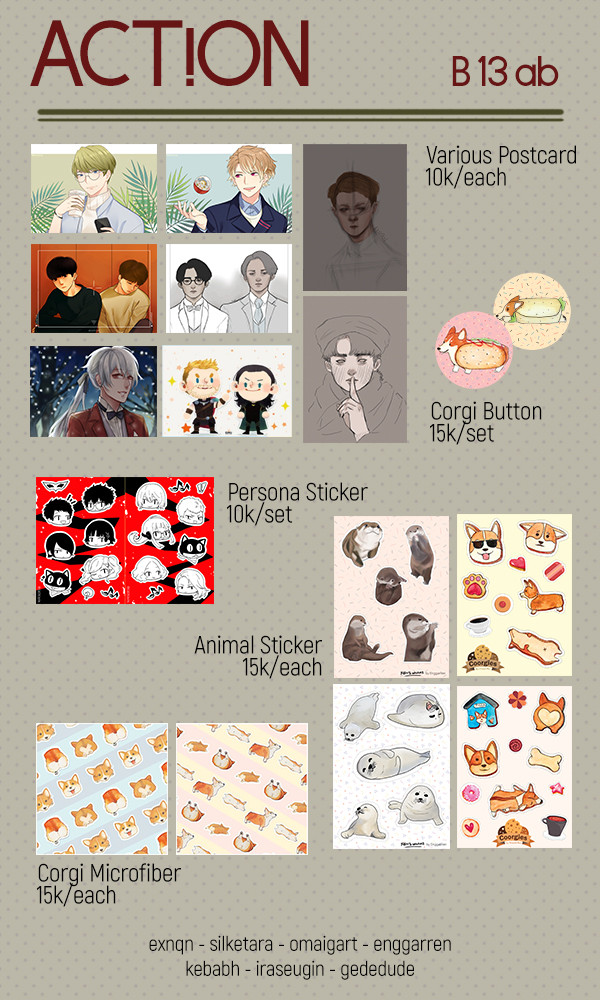 ACT!ON
B 13 ab
Various Postcard
10k/each
Corgi Button
15k/set
Persona Sticker
10k/set
Animal Sticker
15k/each
Coorgies
Coorgies
Corgi Microfiber
15k/each
exnqn - silketara - omaigart - enggarren
kebabh - iraseugin - gededude